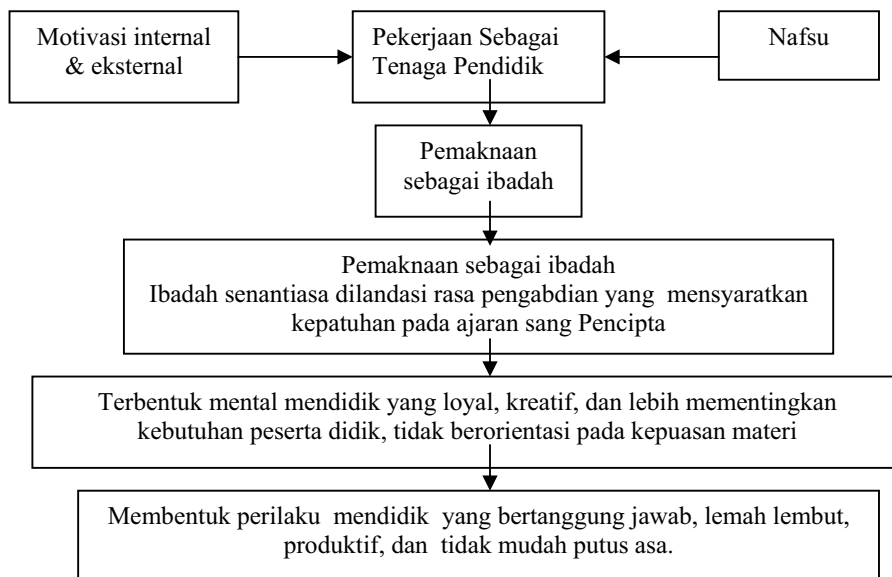 Motivasi internal
& eksternal
Pekerjaan Sebagai
Tenaga Pendidik
Nafsu
Pemaknaan
sebagai ibadah
Pemaknaan sebagai ibadah
Ibadah senantiasa dilandasi rasa pengabdian yang mensyaratkan
kepatuhan pada ajaran sang Pencipta
Terbentuk mental mendidik yang loyal, kreatif, dan lebih mementingkan
kebutuhan peserta didik, tidak berorientasi pada kepuasan materi
Membentuk perilaku mendidik yang bertanggung jawab, lemah lembut,
produktif, dan tidak mudah putus asa.